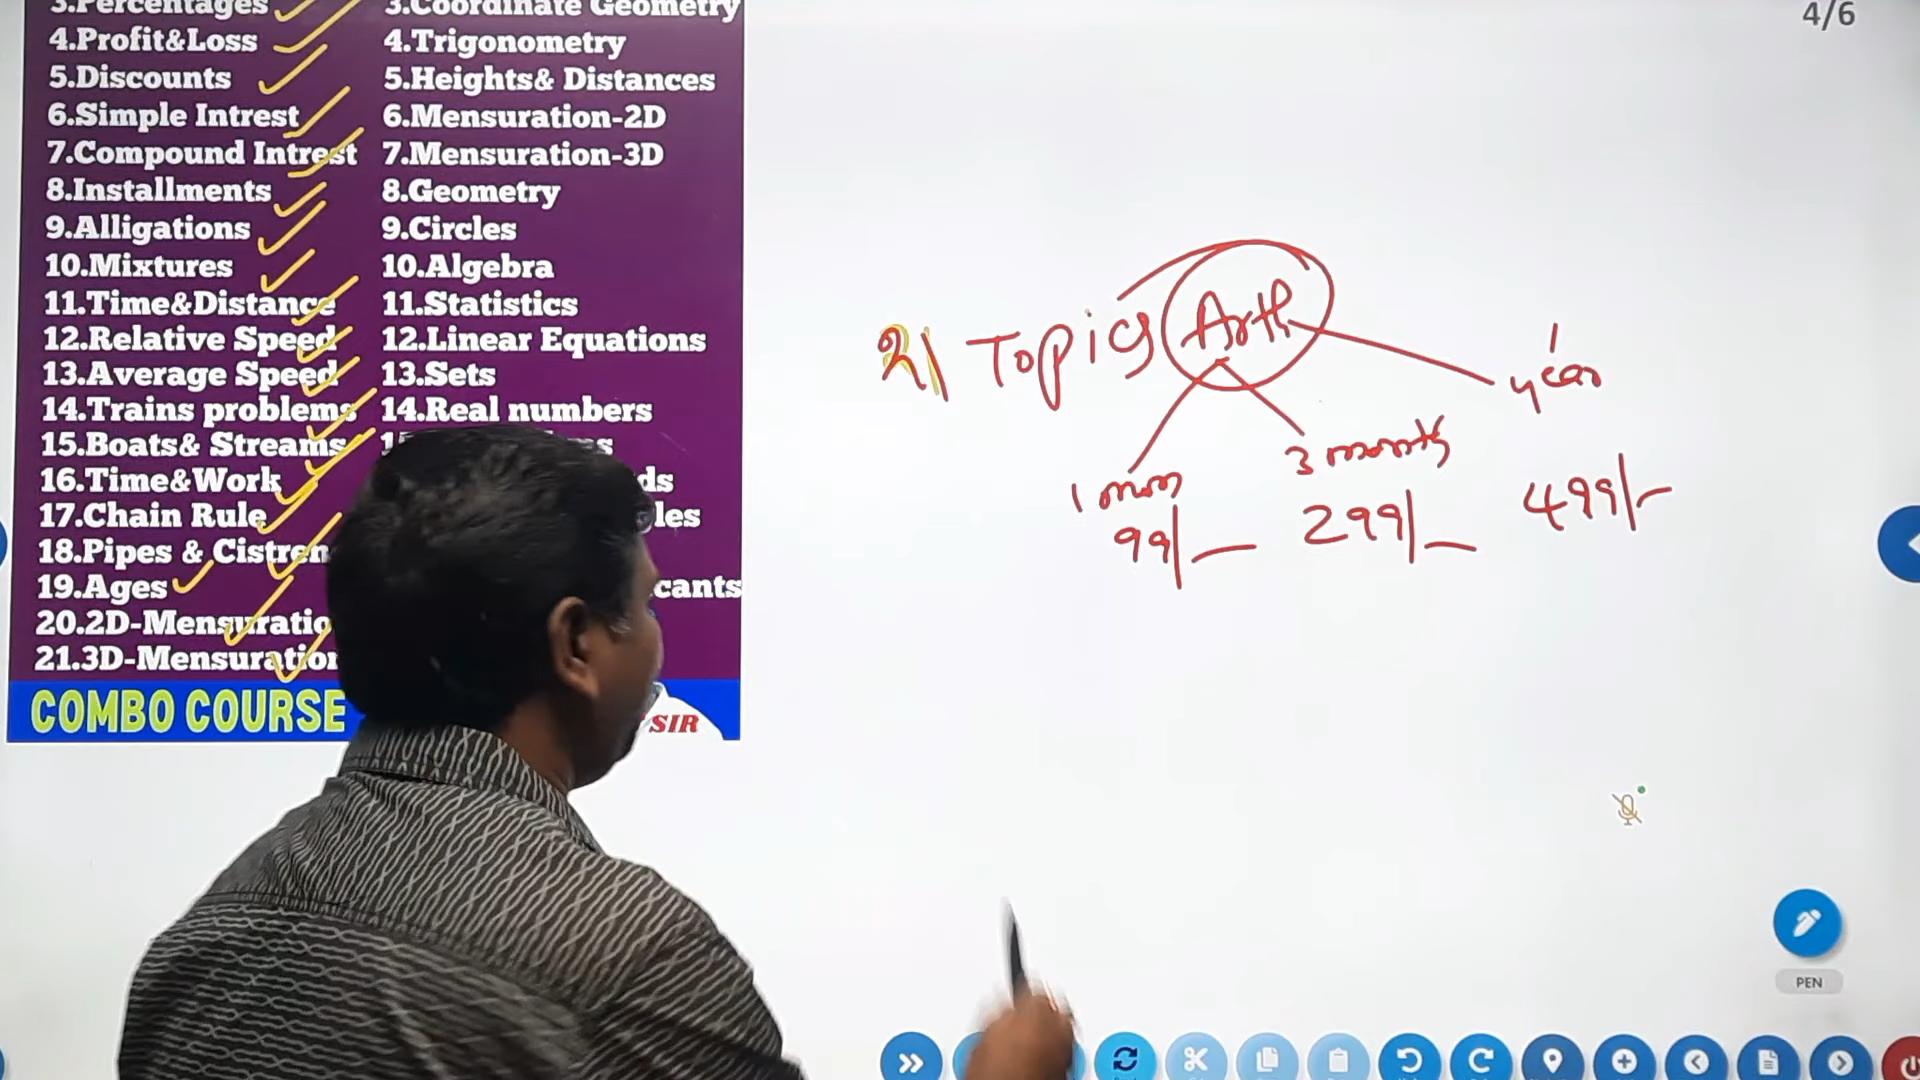 4/6
3.Percentages
4.Profit&Loss
5.Discounts
6.Simple Intrest
7.Compound Intrest
8.Installments
9.Alligations
10.Mixtures
11.Time&Distance
12.Relative Speed
13.Average Speed
14.Trains problems
15.Boats& Streams
16.Time&Work
17.Chain Rule
18.Pipes & Cistren
19.Ages
20.2D-Mensuratio
21.3D-Mensuration
3.Coordinate Geometry
4.Trigonometry
5.Heights& Distances
6.Mensuration-2D
7.Mensuration-3D
8.Geometry
9.Circles
10.Algebra
11.Statistics
12.Linear Equations
13.Sets
14.Real numbers
ds
les
cants
COMBO COURSE
SIR
21 Topics Arth
1 mon
99/-
3 months
299/-
1 year
499/-
PEN